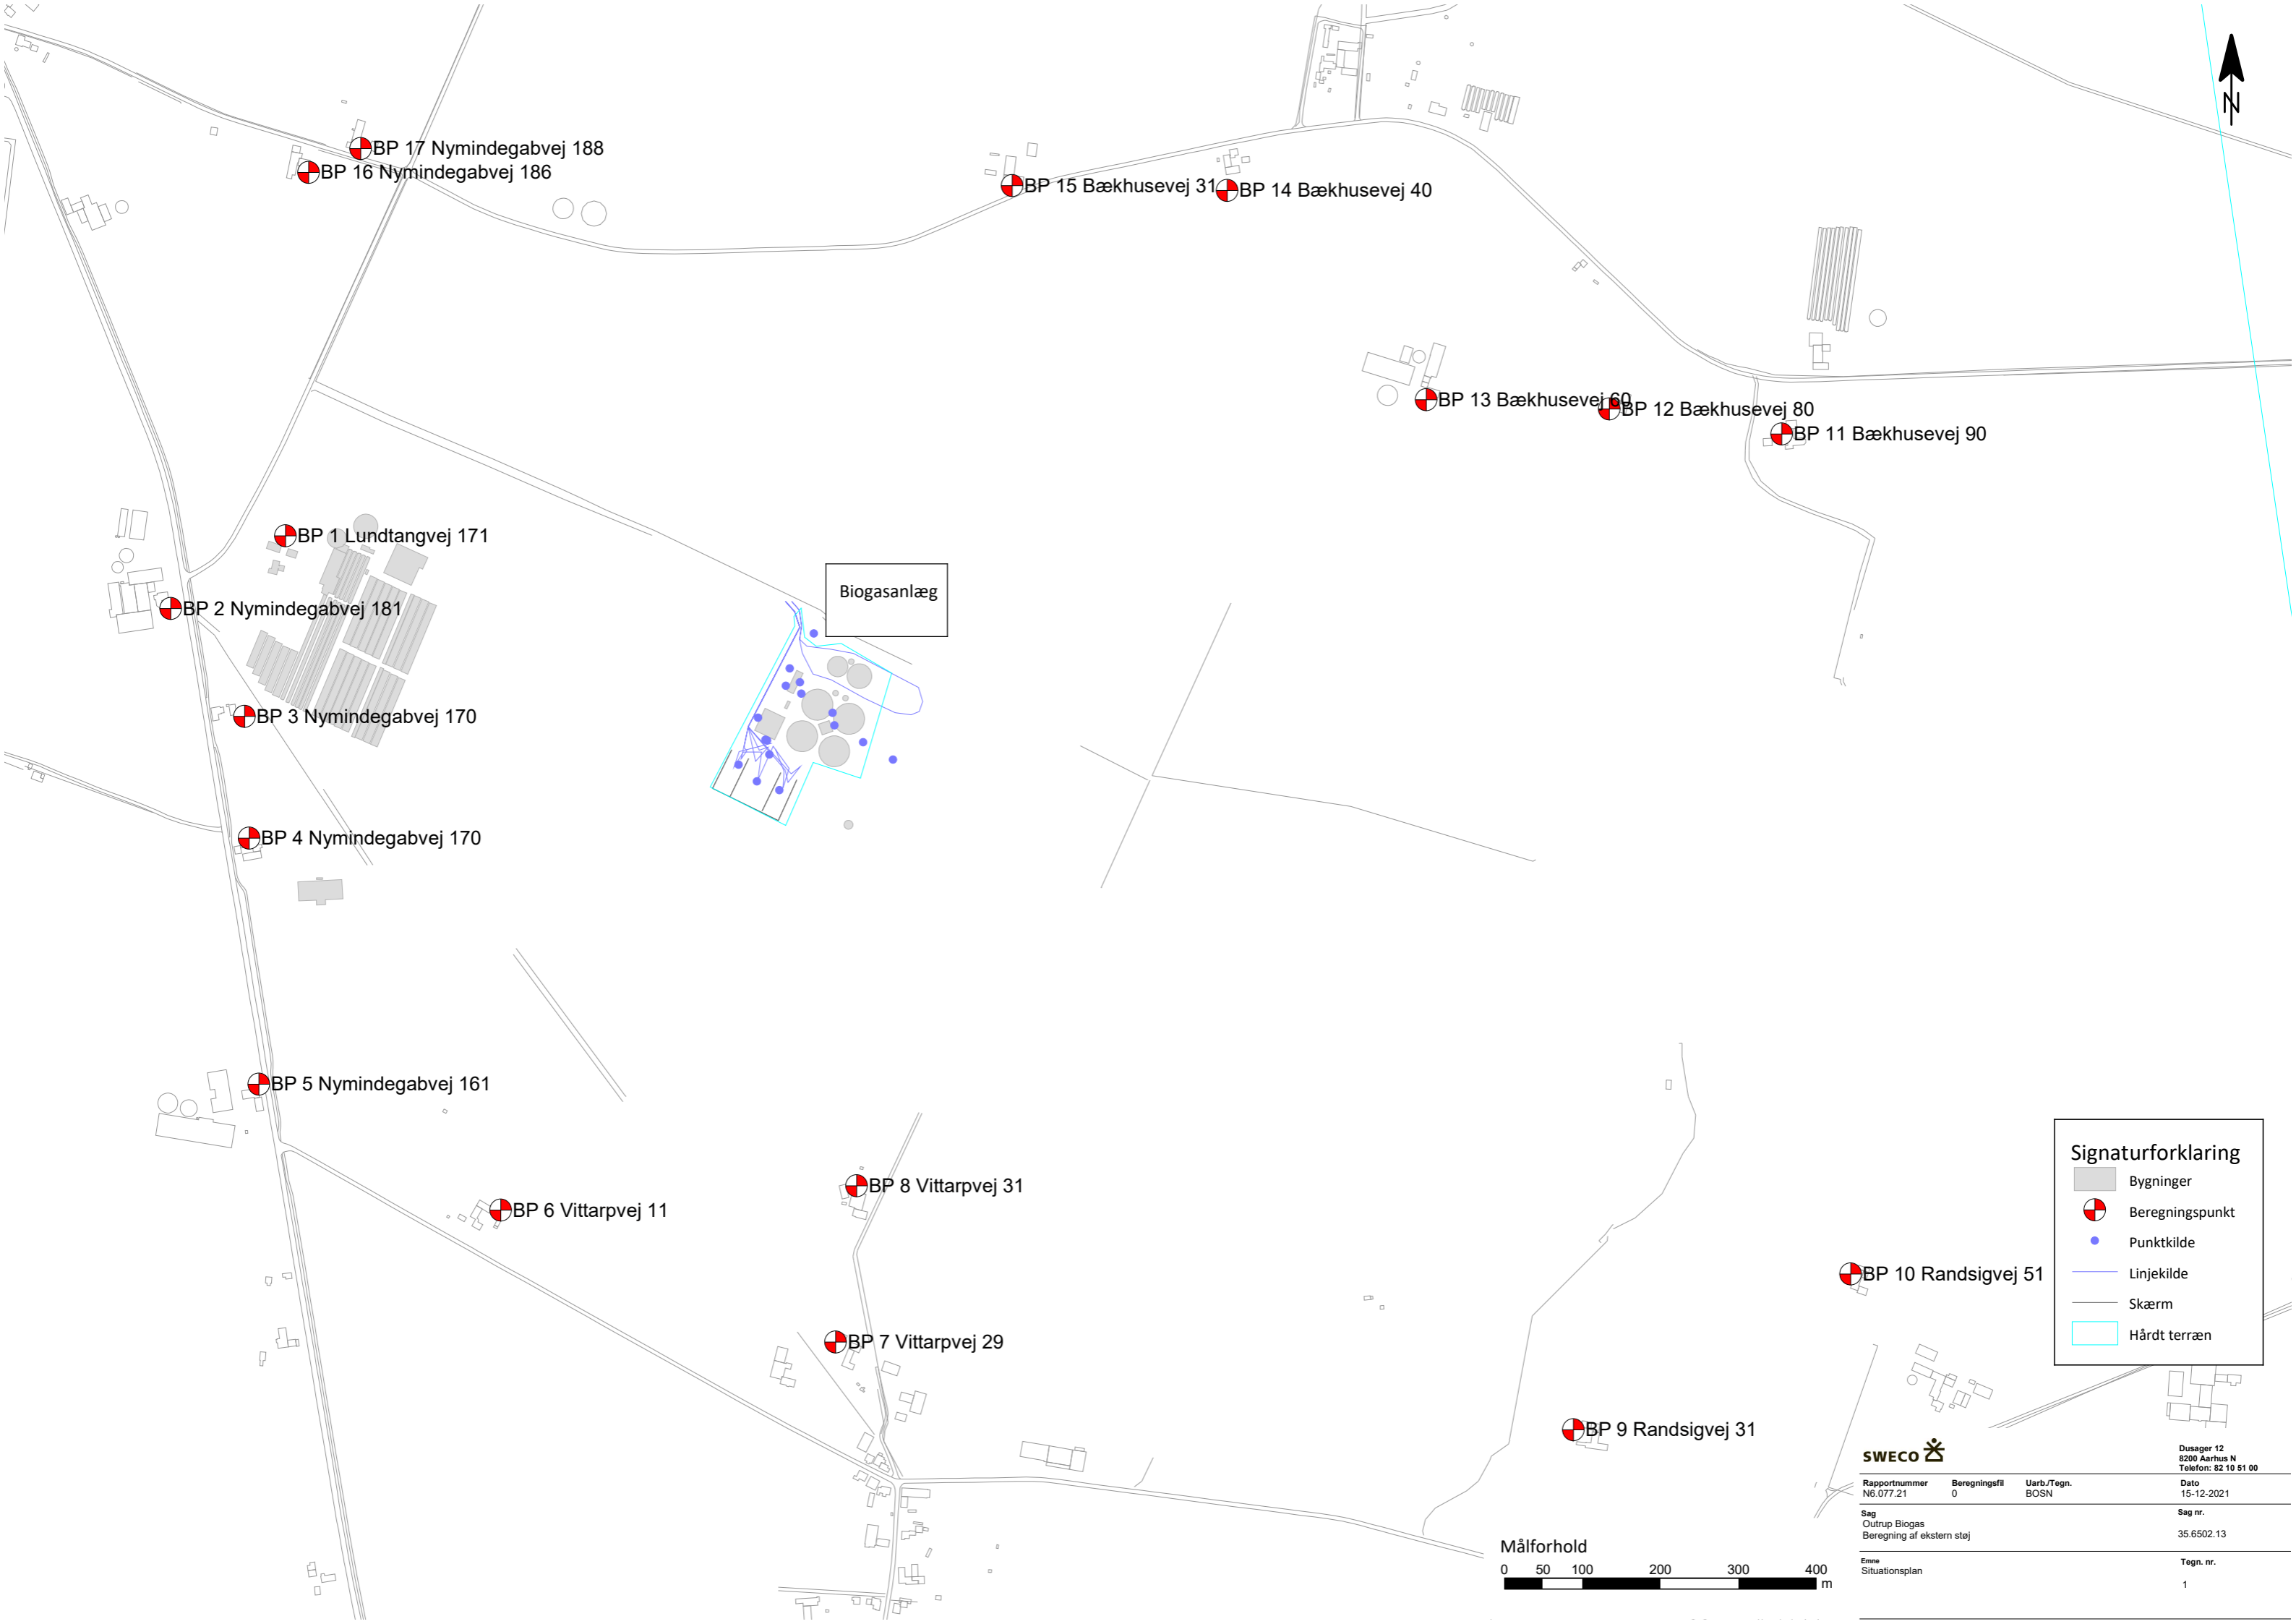 N
BP 17 Nymindegabvej 188
BP 16 Nymindegabvej 186
BP 15 Bækhusevej 31
BP 14 Bækhusevej 40
BP 13 Bækhusevej 60
BP 12 Bækhusevej 80
BP 11 Bækhusevej 90
BP 1 Lundtangvej 171
Biogasanlæg
BP 2 Nymindegabvej 181
BP 3 Nymindegabvej 170
BP 4 Nymindegabvej 170
BP 5 Nymindegabvej 161
BP 8 Vittarpvej 31
BP 6 Vittarpvej 11
BP 10 Randsigvej 51
BP 7 Vittarpvej 29
BP 9 Randsigvej 31
Signaturforklaring
Bygninger
Beregningspunkt
Punktkilde
Linjekilde
Skærm
Hårdt terræn
Målforhold
0 50 100 200 300 400
m
SWECO
Dusager 12
8200 Aarhus N
Telefon: 82 10 51 00
Rapportnummer Beregningsfil Uarb./Tegn. Dato
N6.077.21 0 BOSN 15-12-2021
Sag Sag nr.
Outrup Biogas
Beregning af ekstern støj 35.6502.13
Emne Tegn. nr.
Situationsplan
1